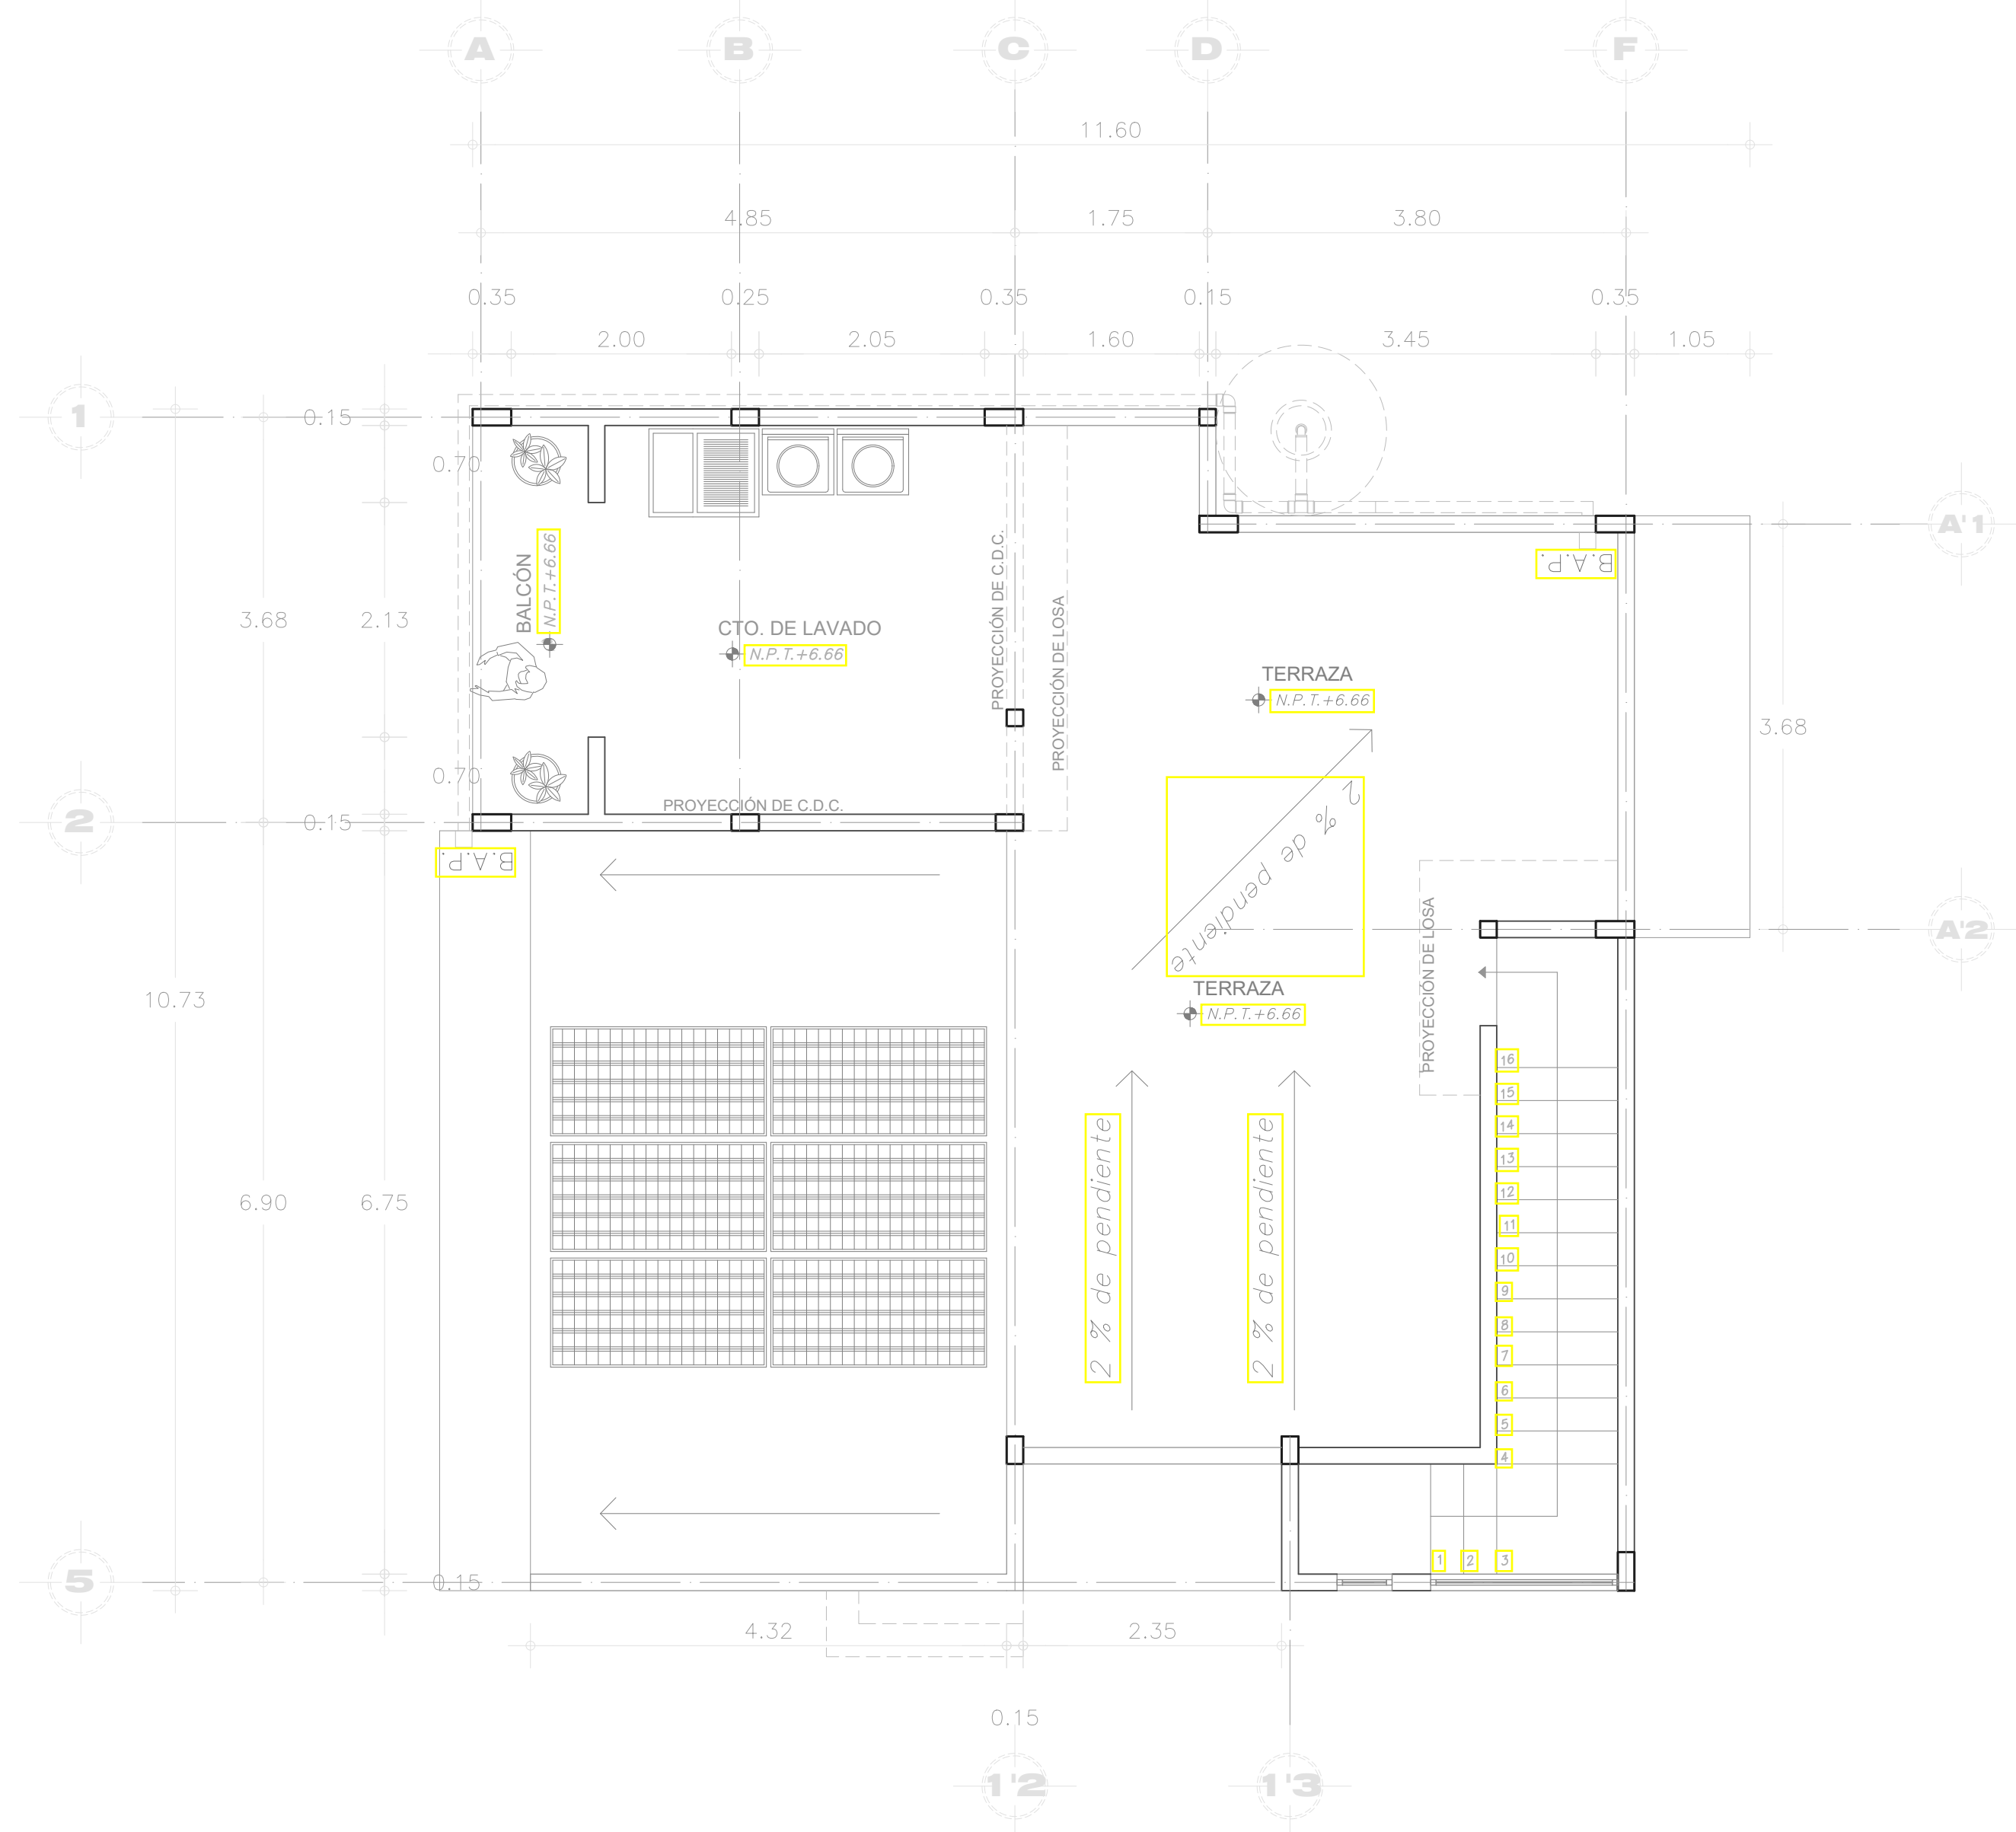 A
B
C
D
F
11.60
4.85
1.75
3.80
0.35
0.25
0.35
0.15
0.35
2.00
2.05
1.60
3.45
1.05
1
0.15
0.70
A'1
B.A.P.
BALCÓN
N.P.T.+6.66
PROYECCIÓN DE C.D.C.
PROYECCIÓN DE LOSA
3.68
2.13
CTO. DE LAVADO
N.P.T.+6.66
TERRAZA
N.P.T.+6.66
3.68
0.70
PROYECCIÓN DE C.D.C.
2 % de pendiente
2
0.15
B.A.P.
PROYECCIÓN DE LOSA
A'2
TERRAZA
N.P.T.+6.66
10.73
16
15
14
13
12
11
10
9
8
7
6
5
4
6.90
6.75
2 % de pendiente
2 % de pendiente
1
2
3
5
0.15
4.32
2.35
0.15
1'2
1'3